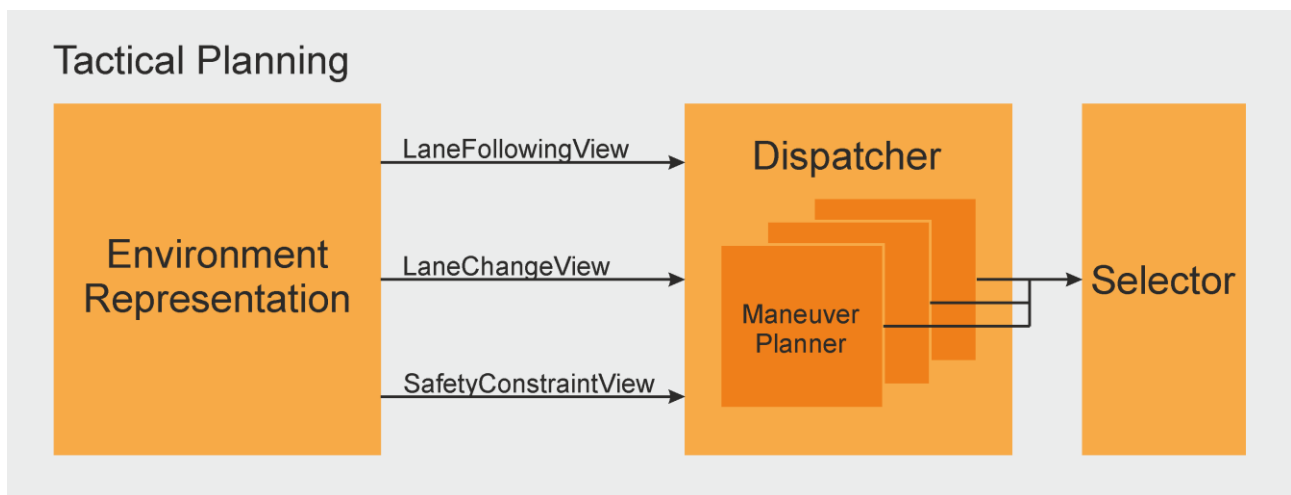 Tactical Planning
Environment
Representation
LaneFollowingView
LaneChangeView
SafetyConstraintView
Dispatcher
Maneuver
Planner
Selector